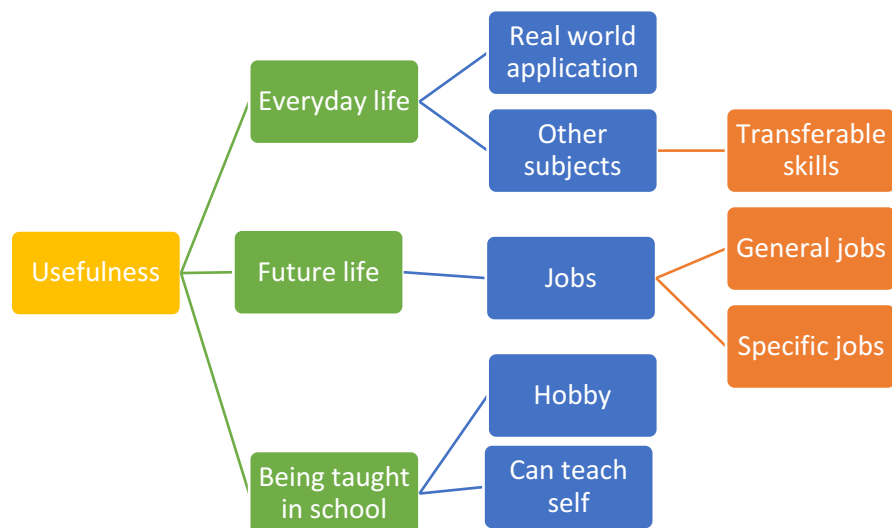 Real world
application
Everyday life
Other
subjects
Transferable
skills
Usefulness
Future life
Jobs
General jobs
Specific jobs
Hobby
Being taught
in school
Can teach
self